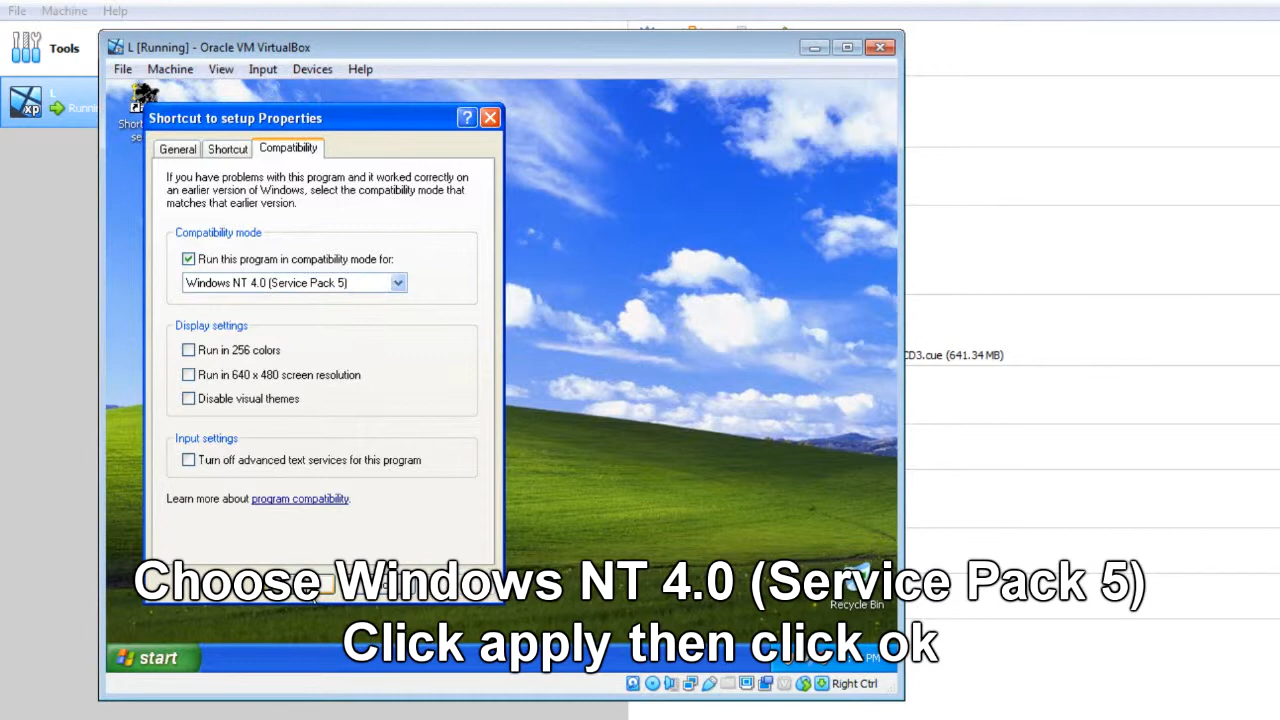 File Machine Help
Tools
L
L [Running] - Oracle VM VirtualBox
File Machine View Input Devices Help
Shortcut to setup Properties
General Shortcut Compatibility
If you have problems with this program and it worked correctly on
an earlier version of Windows, select the compatibility mode that
matches that earlier version.
Compatibility mode
Run this program in compatibility mode for:
Windows NT 4.0 (Service Pack 5)
Display settings
Run in 256 colors
Run in 640 x 480 screen resolution
Disable visual themes
Input settings
Turn off advanced text services for this program
Learn more about program compatibility.
CD3.cue (641.34 MB)
Recycle Bin
Choose Windows NT 4.0 (Service Pack 5)
Click apply then click ok
start
PM
Right Ctrl